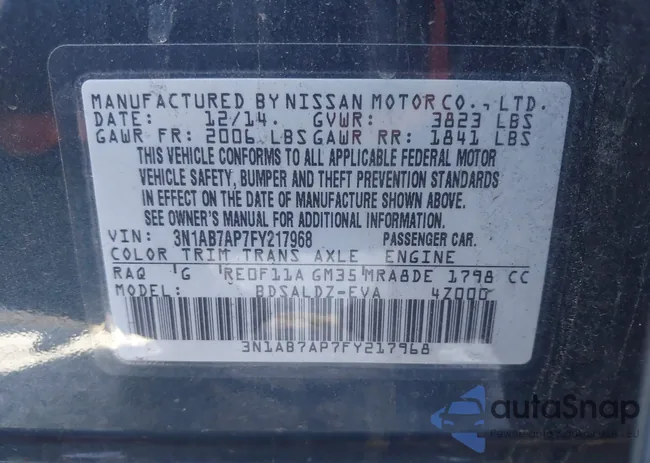 MANUFACTURED BY NISSAN MOTOR CO., LTD.
DATE: 12/14. GVWR: 3823 LBS
GAWR FR: 2006 LBS GAWR RR: 1841 LBS
THIS VEHICLE CONFORMS TO ALL APPLICABLE FEDERAL MOTOR
VEHICLE SAFETY, BUMPER AND THEFT PREVENTION STANDARDS
IN EFFECT ON THE DATE OF MANUFACTURE SHOWN ABOVE.
SEE OWNER'S MANUAL FOR ADDITIONAL INFORMATION.
VIN: 3N1AB7AP7FY217968 PASSENGER CAR.
COLOR TRIM TRANS AXLE ENGINE
RAQ G RE0F11A GM35 MRA8DE 1798 CC
MODEL: BDSALDZ-EVA 4Z000
3N1AB7AP7FY217968
autoSnap